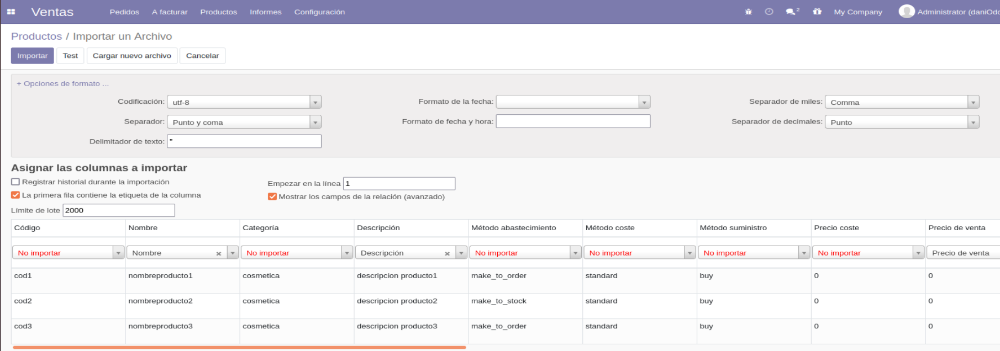 Ventas Pedidos A facturar Productos Informes Configuración 2 My Company Administrator (daniOdo
Productos / Importar un Archivo
Importar Test Cargar nuevo archivo Cancelar
+ Opciones de formato ...
Codificación: utf-8 Formato de la fecha: Separador de miles: Comma
Separador: Punto y coma Formato de fecha y hora: Separador de decimales: Punto
Delimitador de texto: "
Asignar las columnas a importar
Registrar historial durante la importación Empezar en la línea 1
La primera fila contiene la etiqueta de la columna Mostrar los campos de la relación (avanzado)
Límite de lote 2000
Código Nombre Categoría Descripción Método abastecimiento Método coste Método suministro Precio coste Precio de venta
No importar Nombre × No importar Descripción × No importar No importar No importar No importar Precio de venta
cod1 nombreproducto1 cosmetica descripcion producto1 make_to_order standard buy 0 0
cod2 nombreproducto2 cosmetica descripcion producto2 make_to_stock standard buy 0 0
cod3 nombreproducto3 cosmetica descripcion producto3 make_to_order standard buy 0 0